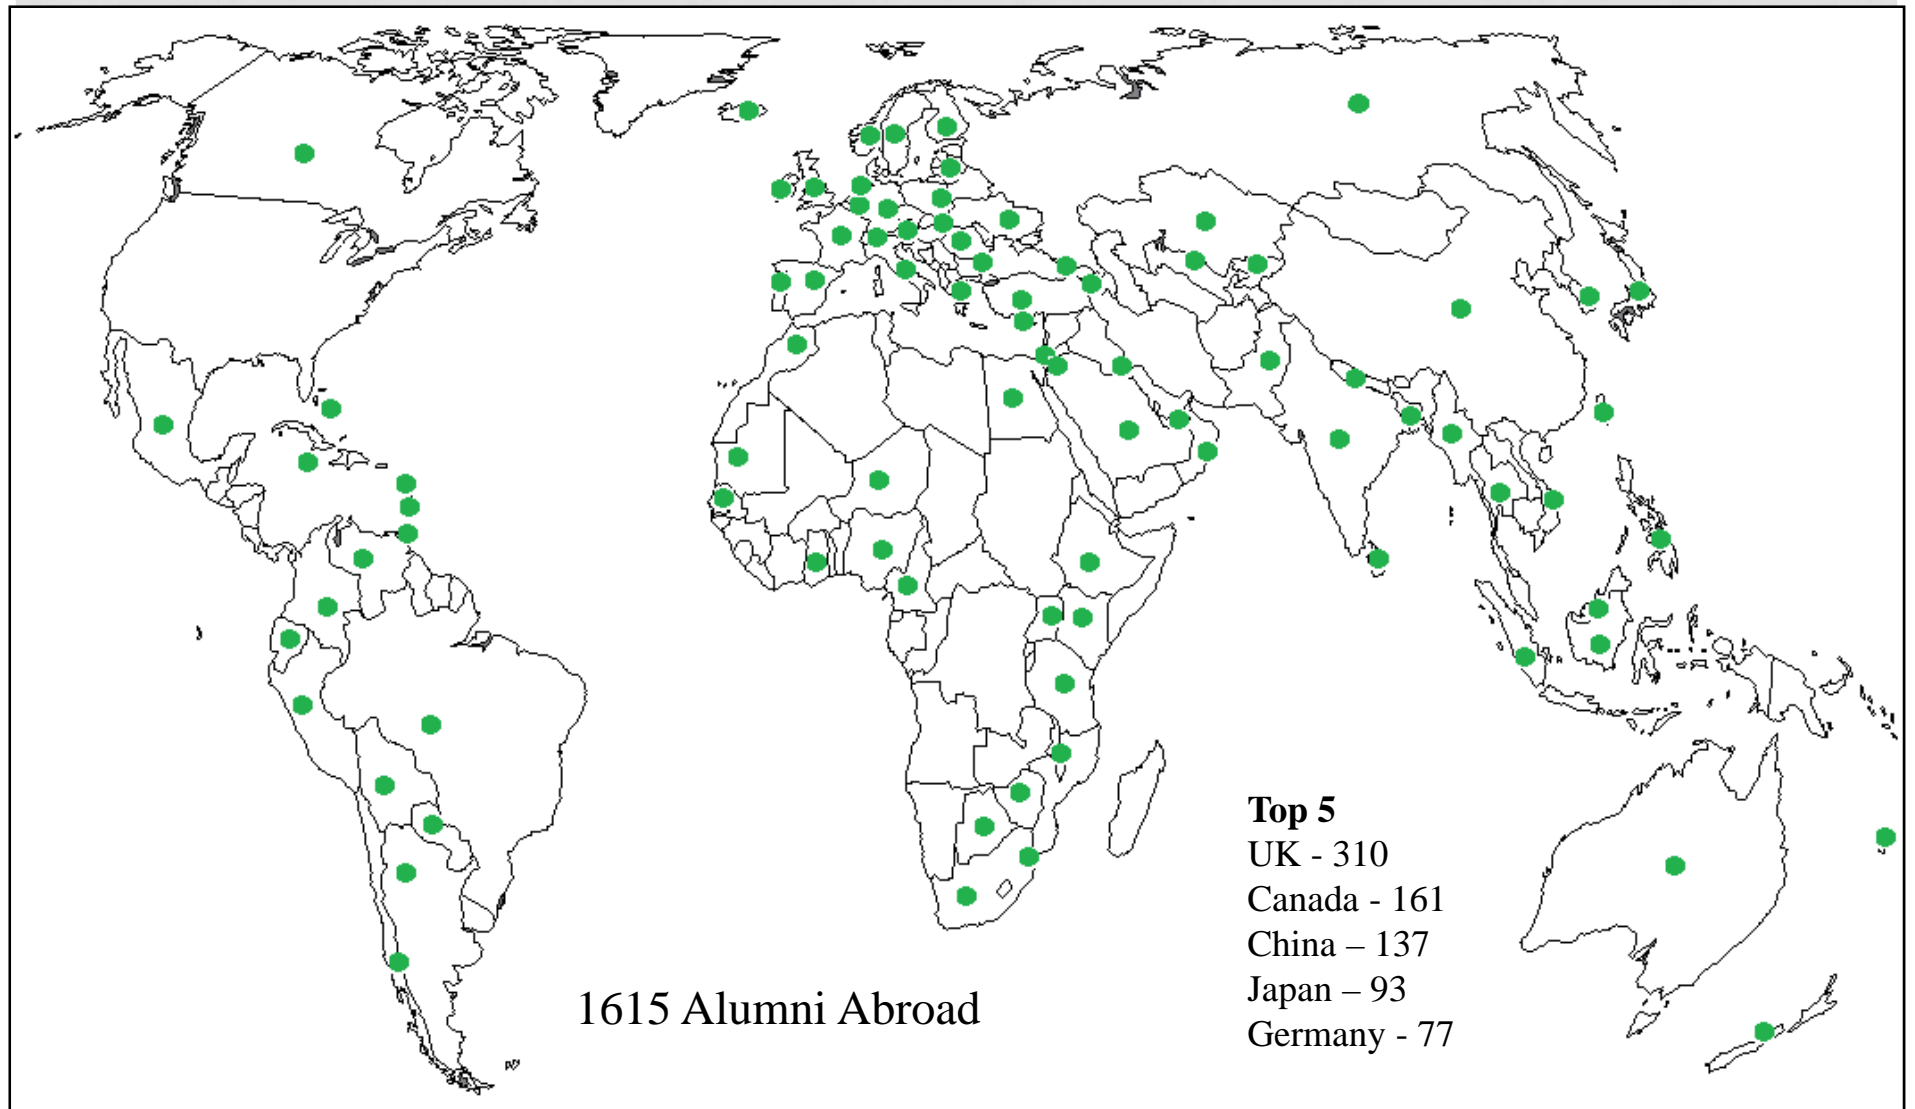 Top 5
UK - 310
Canada - 161
China – 137
Japan – 93
Germany - 77
1615 Alumni Abroad